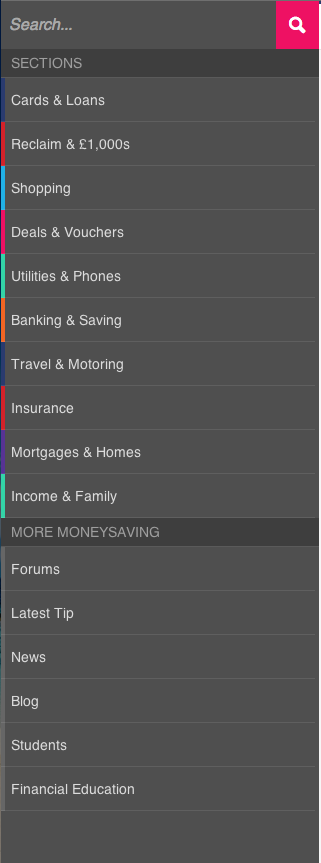 Search...
SECTIONS
Cards & Loans
Reclaim & £1,000s
Shopping
Deals & Vouchers
Utilities & Phones
Banking & Saving
Travel & Motoring
Insurance
Mortgages & Homes
Income & Family
MORE MONEYSAVING
Forums
Latest Tip
News
Blog
Students
Financial Education